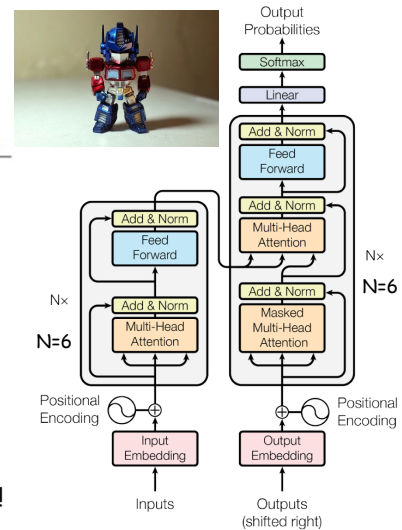 Output
Probabilities
Softmax
Linear
Add & Norm
Feed
Forward
Add & Norm
Multi-Head
Attention
Add & Norm
Masked
Multi-Head
Attention
N×
N=6
Add & Norm
Feed
Forward
Add & Norm
Multi-Head
Attention
N×
N=6
Positional
Encoding
Positional
Encoding
Input
Embedding
Output
Embedding
Inputs
Outputs
(shifted right)
!